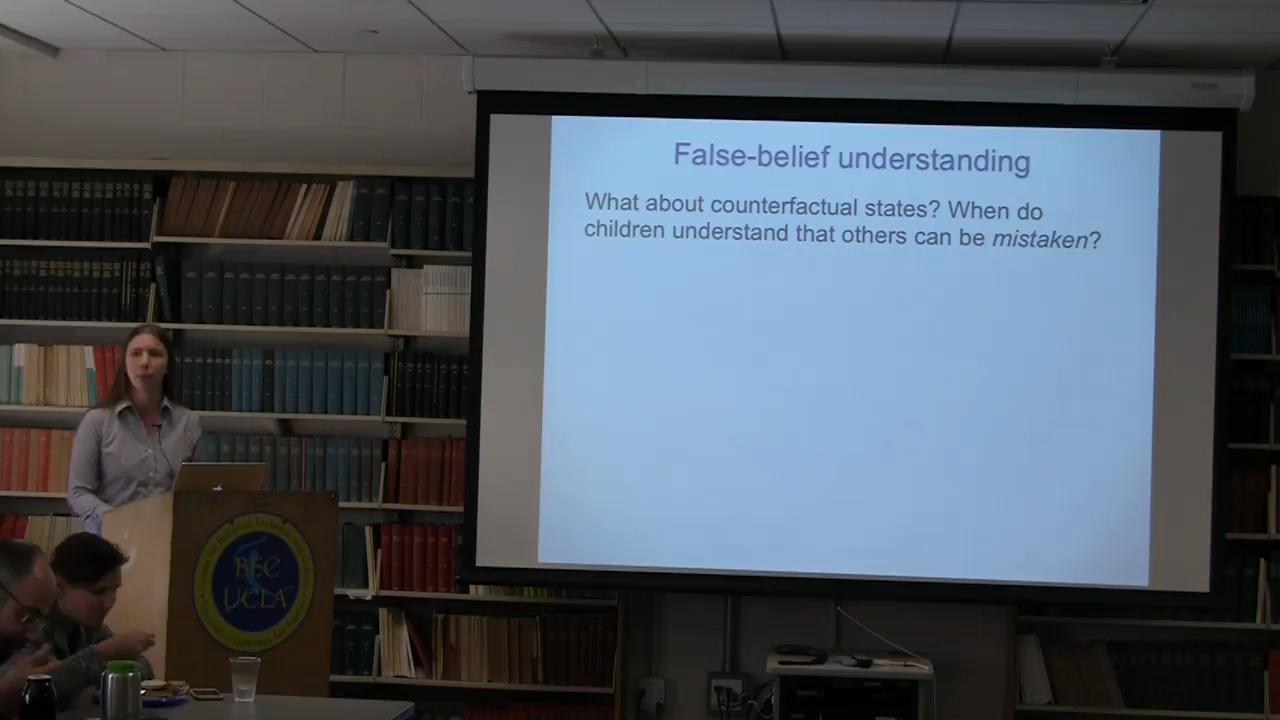 False-belief understanding
What about counterfactual states? When do
children understand that others can be mistaken?
BEC
UCLA